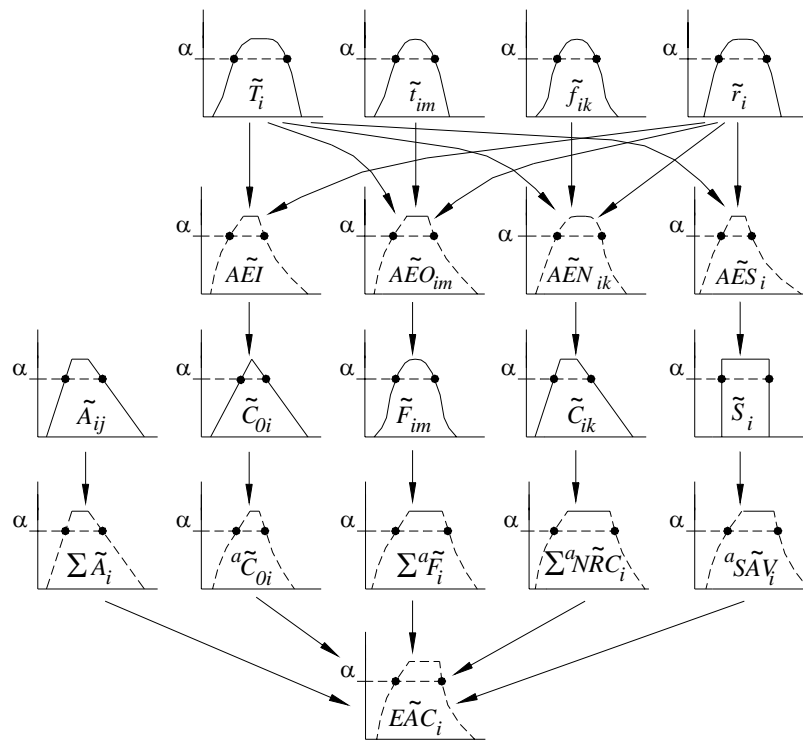 α α α α
T̃i t̃im f̃ik r̃i
α α α α
AẼI AẼOim AẼNik AẼSi
α α α α α
Ãij C̃0i F̃im C̃ik S̃i
α α α α α
ΣÃi aC̃0i ΣaF̃i ΣaNR̃Ci aSÃVi
α
EÃCi